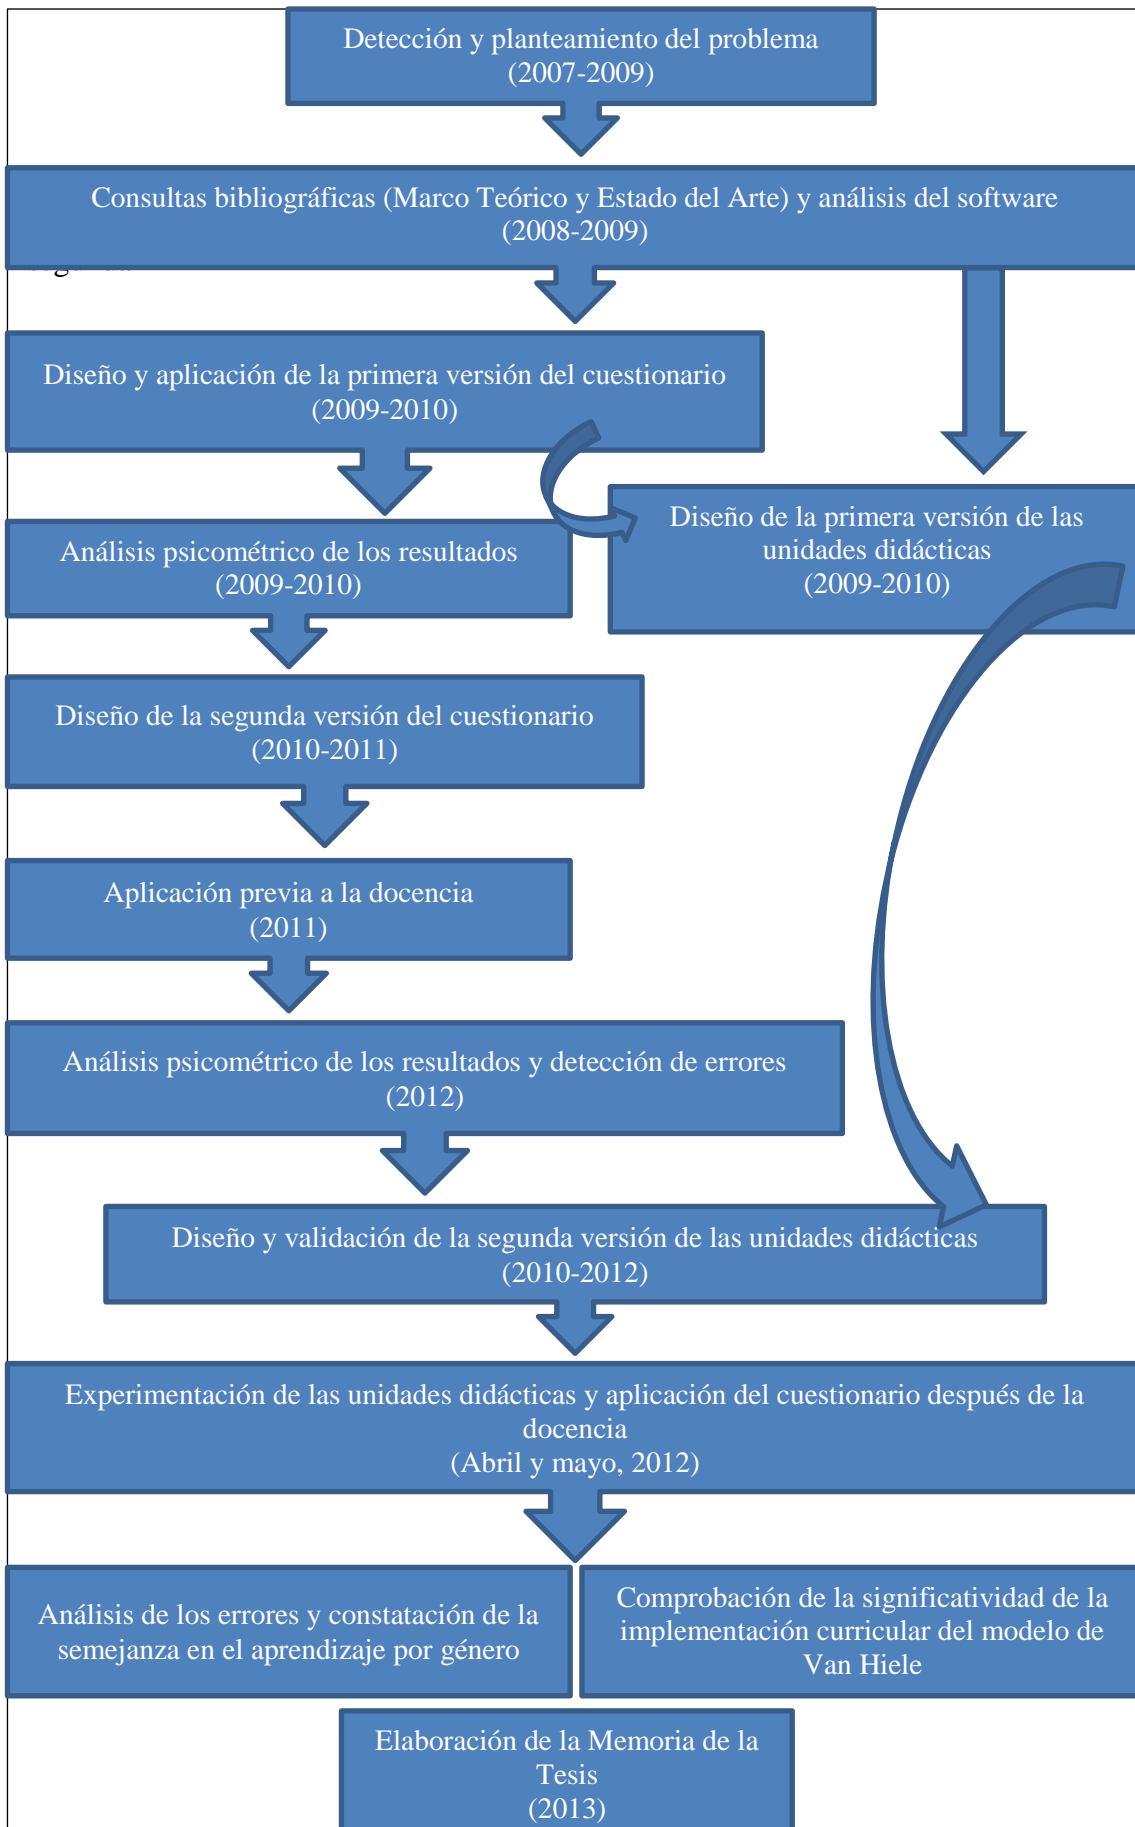 Detección y planteamiento del problema
(2007-2009)
Consultas bibliográficas (Marco Teórico y Estado del Arte) y análisis del software
(2008-2009)
Diseño y aplicación de la primera versión del cuestionario
(2009-2010)
Diseño de la primera versión de las
unidades didácticas
(2009-2010)
Análisis psicométrico de los resultados
(2009-2010)
Diseño de la segunda versión del cuestionario
(2010-2011)
Aplicación previa a la docencia
(2011)
Análisis psicométrico de los resultados y detección de errores
(2012)
Diseño y validación de la segunda versión de las unidades didácticas
(2010-2012)
Experimentación de las unidades didácticas y aplicación del cuestionario después de la
docencia
(Abril y mayo, 2012)
Análisis de los errores y constatación de la
semejanza en el aprendizaje por género
Comprobación de la significatividad de la
implementación curricular del modelo de
Van Hiele
Elaboración de la Memoria de la
Tesis
(2013)